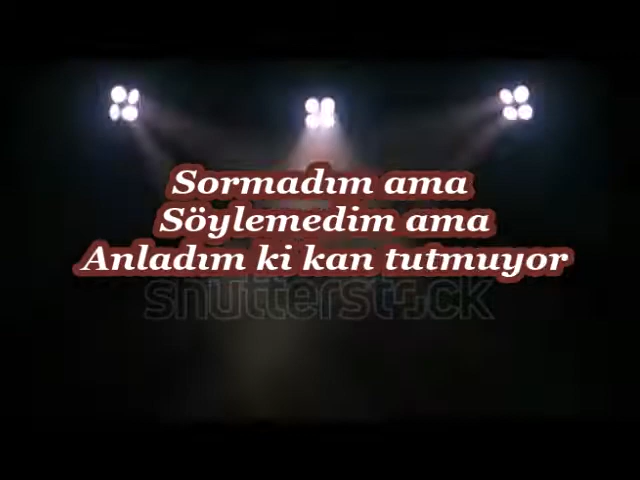 Sormadım ama
Söylemedim ama
Anladım ki kan tutmuyor
shutterstock